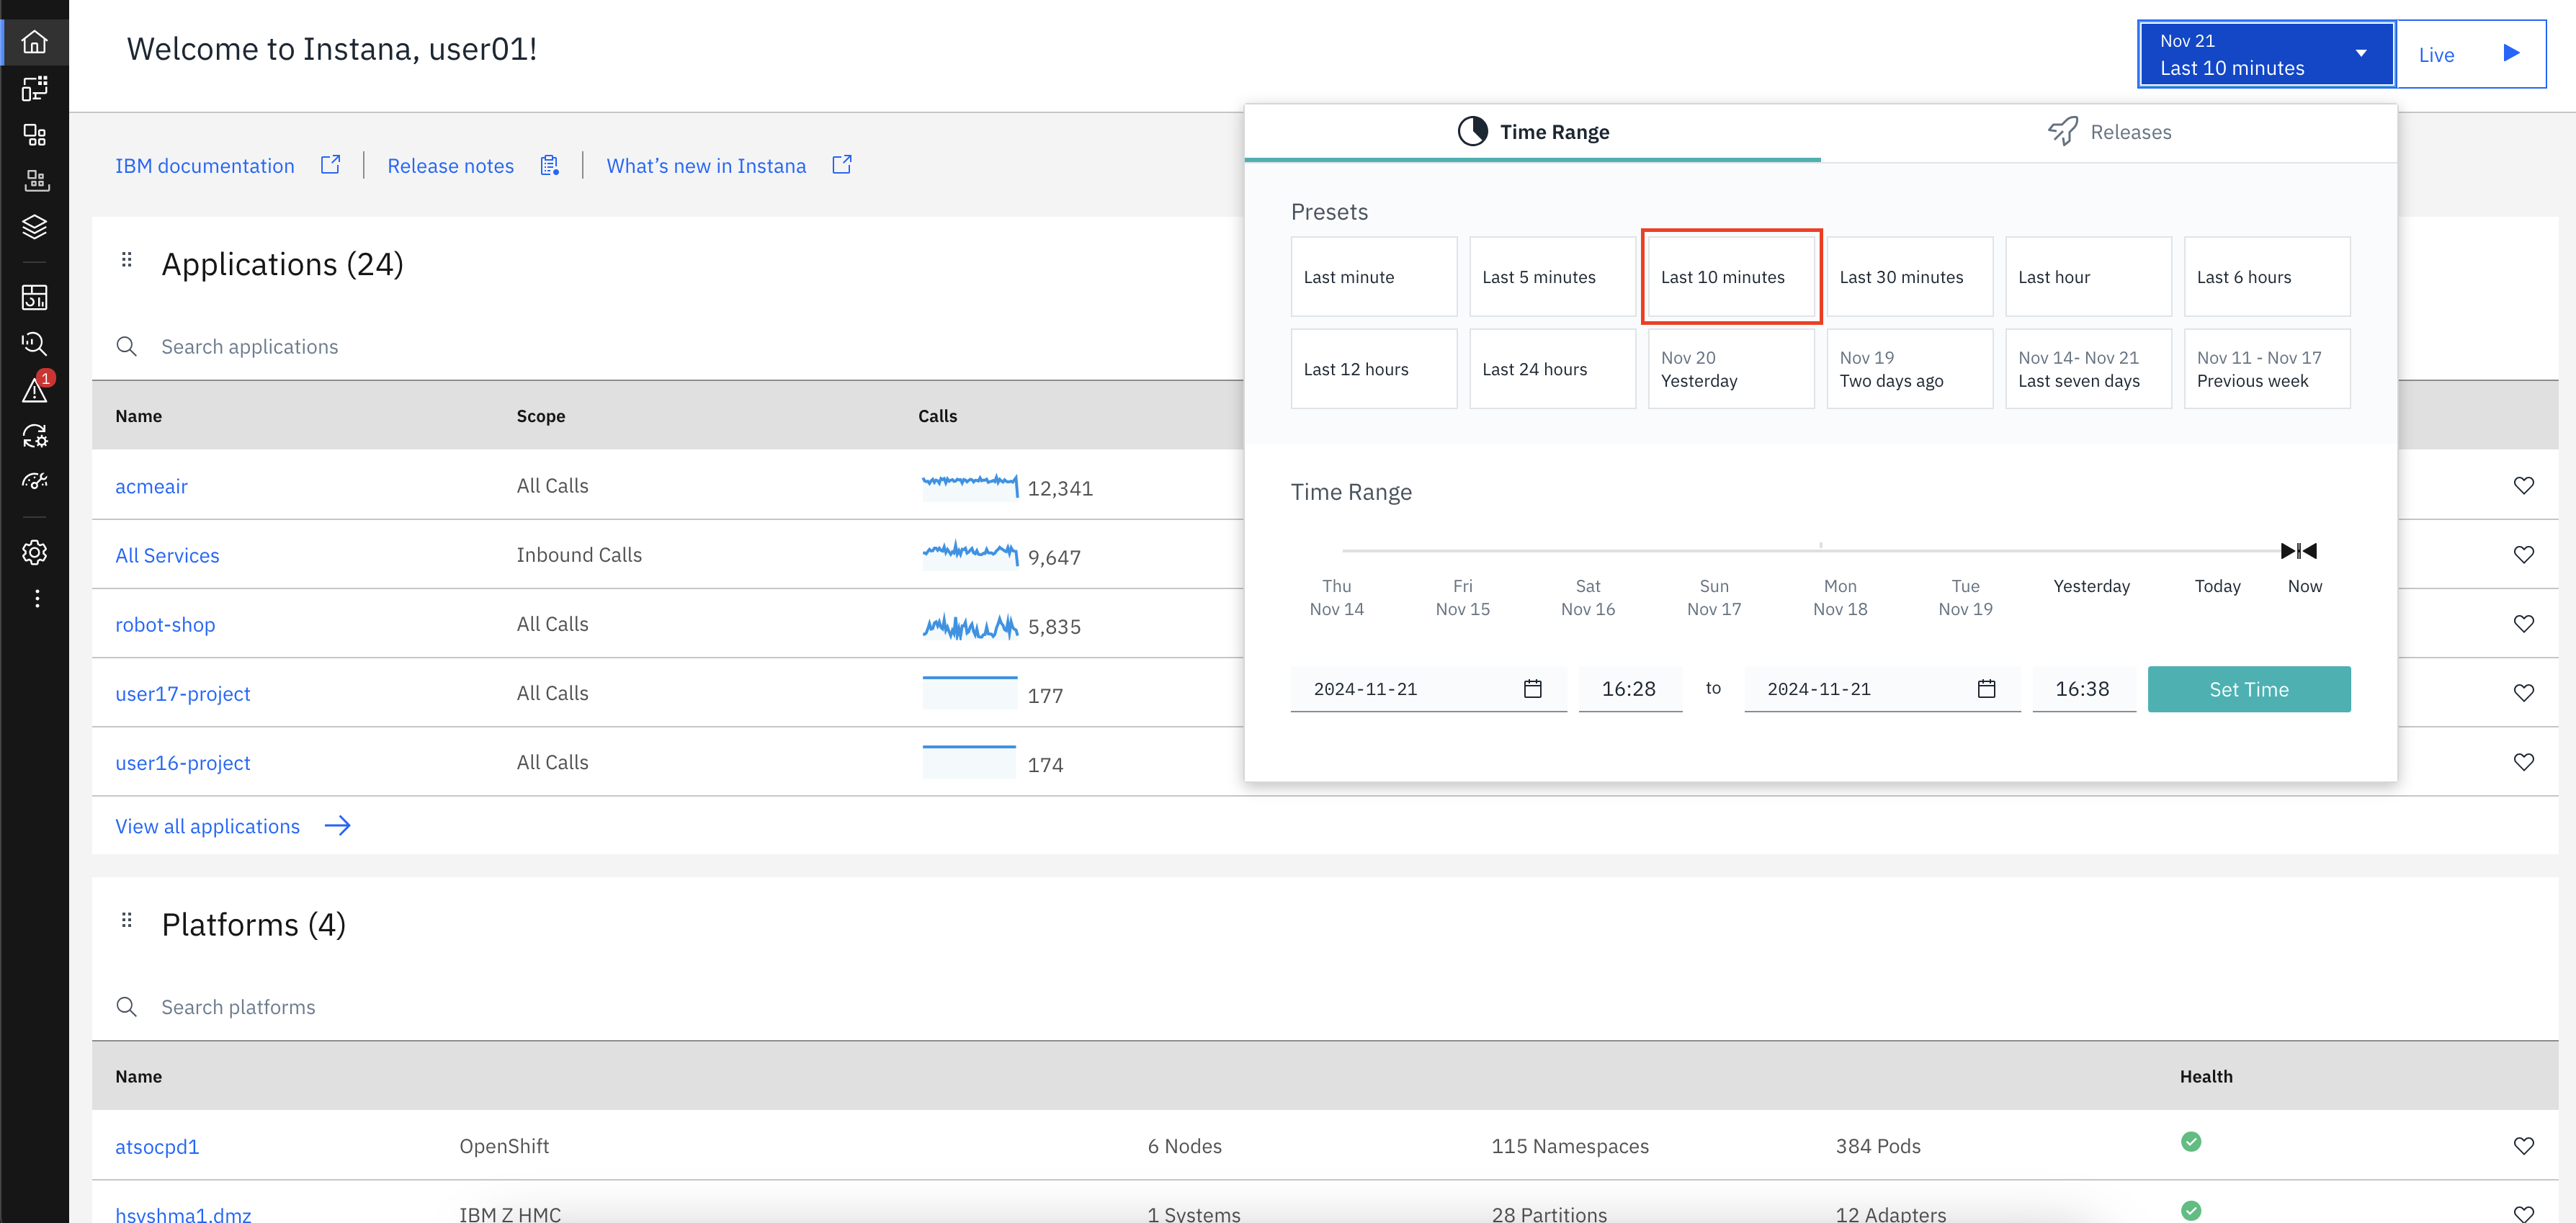 Welcome to Instana, user01!
Nov 21
Last 10 minutes
Live
IBM documentation
Release notes
What’s new in Instana
Time Range
Releases
Presets
Last minute
Last 5 minutes
Last 10 minutes
Last 30 minutes
Last hour
Last 6 hours
Last 12 hours
Last 24 hours
Nov 20
Yesterday
Nov 19
Two days ago
Nov 14- Nov 21
Last seven days
Nov 11 - Nov 17
Previous week
Time Range
Thu
Nov 14
Fri
Nov 15
Sat
Nov 16
Sun
Nov 17
Mon
Nov 18
Tue
Nov 19
Yesterday
Today
Now
2024-11-21
16:28
to
2024-11-21
16:38
Set Time
1
Applications (24)
Search applications
Name Scope Calls
acmeair All Calls 12,341
All Services Inbound Calls 9,647
robot-shop All Calls 5,835
user17-project All Calls 177
user16-project All Calls 174
View all applications
Platforms (4)
Search platforms
Name Health
atsocpd1 OpenShift 6 Nodes 115 Namespaces 384 Pods
hsvshma1.dmz IBM Z HMC 1 Systems 28 Partitions 12 Adapters